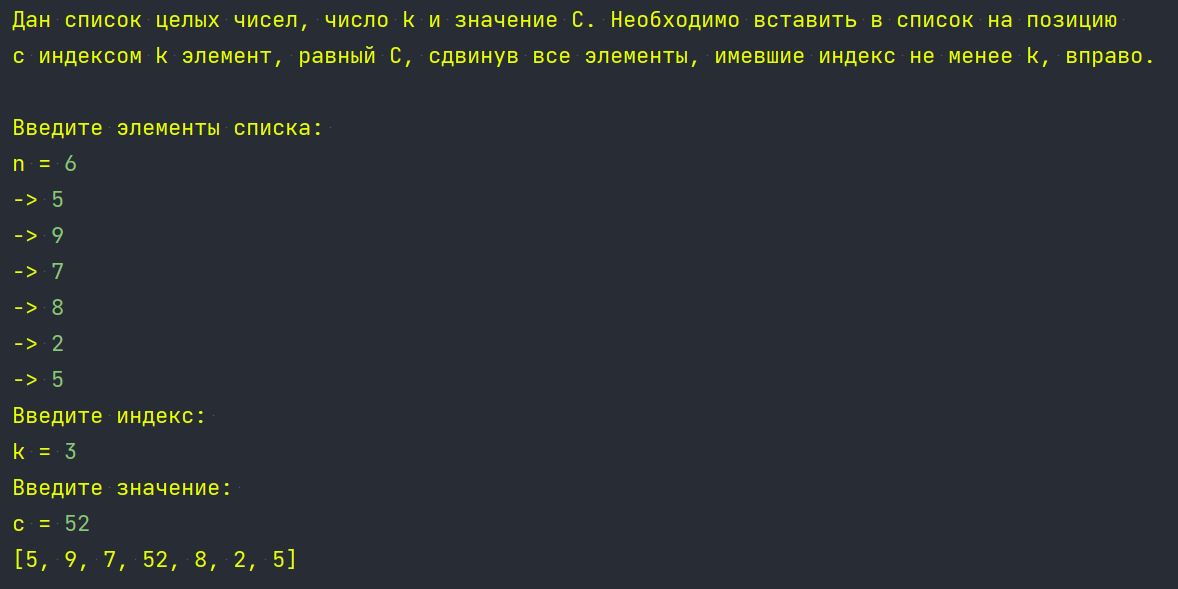 Дан список целых чисел, число k и значение C. Необходимо вставить в список на позицию
с индексом k элемент, равный C, сдвинув все элементы, имевшие индекс не менее k, вправо.
Введите элементы списка:
n = 6
-> 5
-> 9
-> 7
-> 8
-> 2
-> 5
Введите индекс:
k = 3
Введите значение:
c = 52
[5, 9, 7, 52, 8, 2, 5]